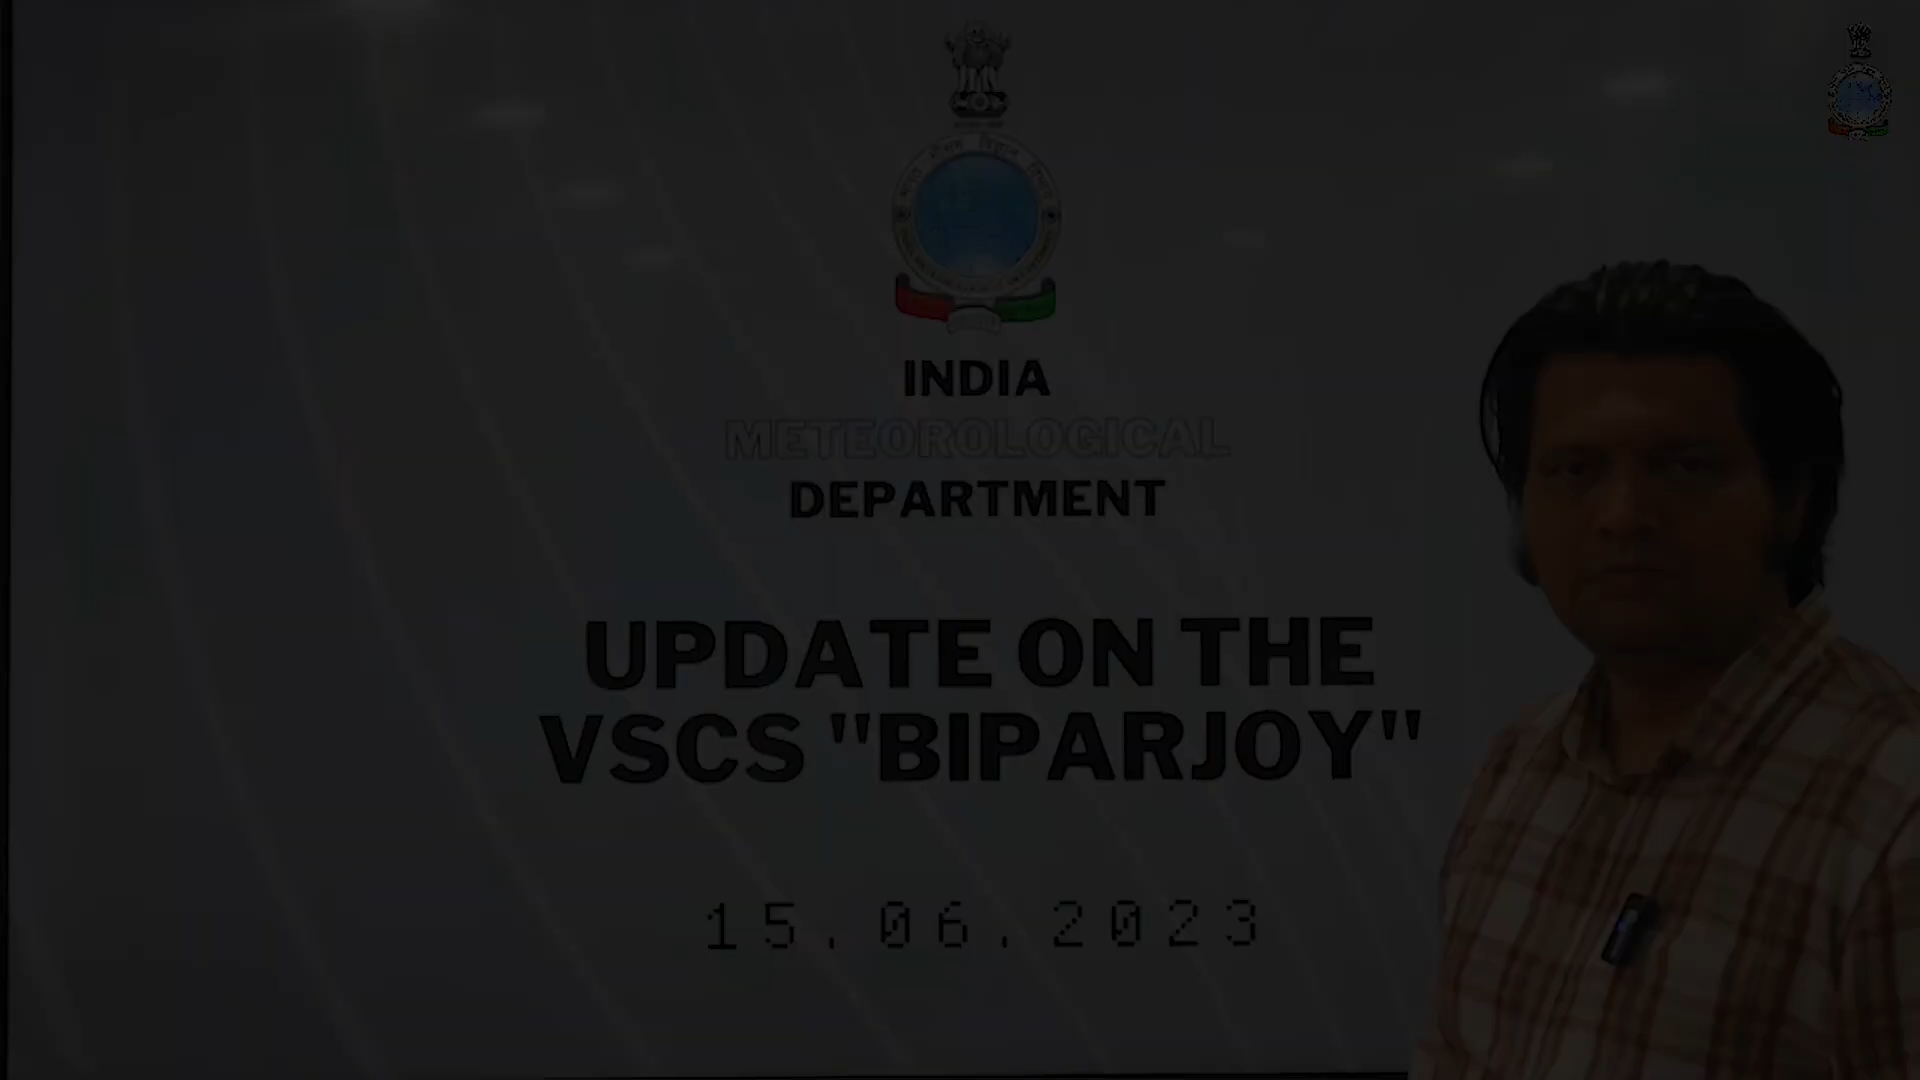 INDIA
METEOROLOGICAL
DEPARTMENT
UPDATE ON THE
VSCS "BIPARJOY"
15.06.2023